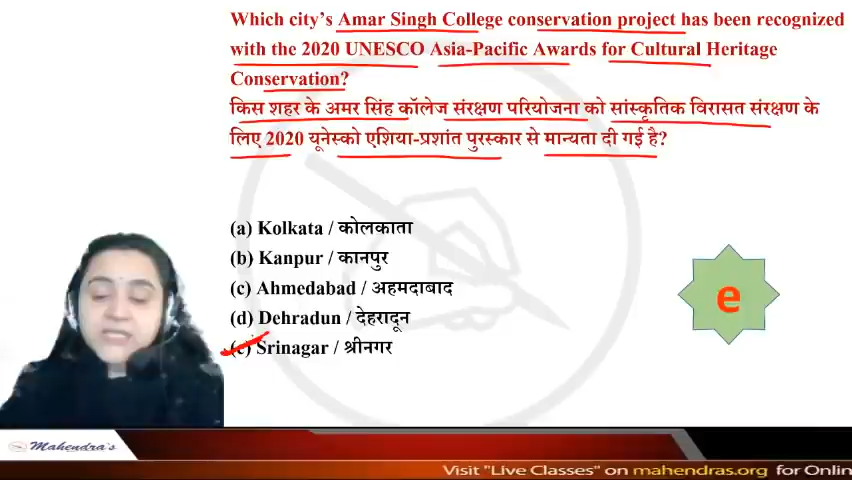 Which city's Amar Singh College conservation project has been recognized
with the 2020 UNESCO Asia-Pacific Awards for Cultural Heritage
Conservation?
किस शहर के अमर सिंह कॉलेज संरक्षण परियोजना को सांस्कृतिक विरासत संरक्षण के
लिए 2020 यूनेस्को एशिया-प्रशांत पुरस्कार से मान्यता दी गई है?
(a) Kolkata / कोलकाता
(b) Kanpur / कानपुर
(c) Ahmedabad / अहमदाबाद
(d) Dehradun / देहरादून
(e) Srinagar / श्रीनगर
e
Mahendra's
Visit "Live Classes" on mahendras.org for Onlin